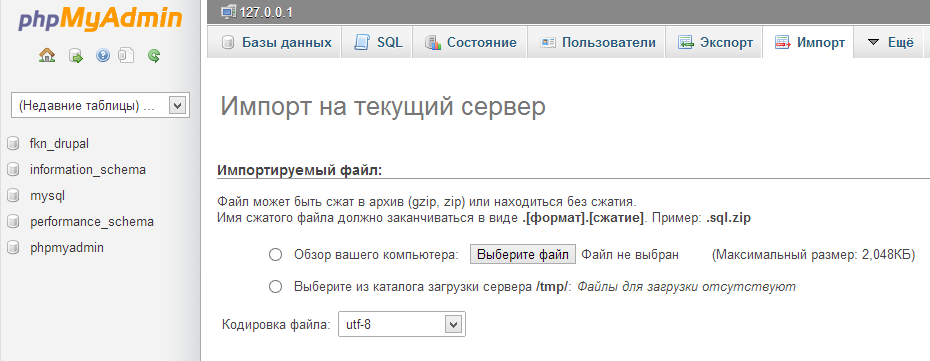 phpMyAdmin
(Недавние таблицы) ...
fkn_drupal
information_schema
mysql
performance_schema
phpmyadmin
127.0.0.1
Базы данных SQL Состояние Пользователи Экспорт Импорт Ещё
Импорт на текущий сервер
Импортируемый файл:
Файл может быть сжат в архив (gzip, zip) или находиться без сжатия.
Имя сжатого файла должно заканчиваться в виде .[формат].[сжатие]. Пример: .sql.zip
Обзор вашего компьютера: Выберите файл Файл не выбран (Максимальный размер: 2,048КБ)
Выберите из каталога загрузки сервера /tmp/: Файлы для загрузки отсутствуют
Кодировка файла: utf-8